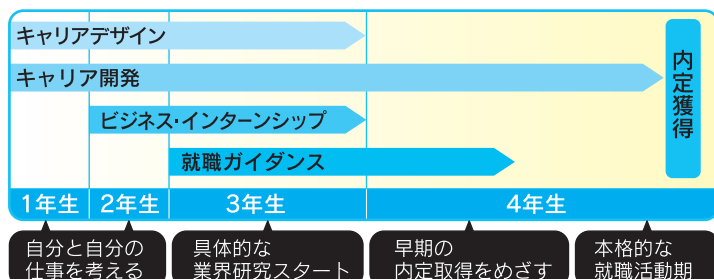 キャリアデザイン
キャリア開発
ビジネス・インターンシップ
就職ガイダンス
内定獲得
1年生
2年生
3年生
4年生
自分と自分の
仕事を考える
具体的な
業界研究スタート
早期の
内定取得をめざす
本格的な
就職活動期